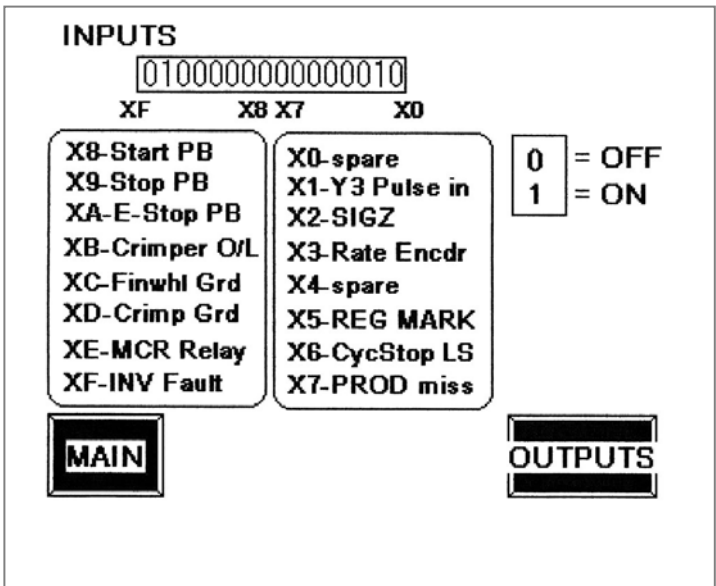 INPUTS
0100000000000010
XF X8 X7 X0
X8-Start PB
X9-Stop PB
XA-E-Stop PB
XB-Crimper O/L
XC-Finwhl Grd
XD-Crimp Grd
XE-MCR Relay
XF-INV Fault
X0-spare
X1-Y3 Pulse in
X2-SIGZ
X3-Rate Encdr
X4-spare
X5-REG MARK
X6-CycStop LS
X7-PROD miss
0 = OFF
1 = ON
MAIN
OUTPUTS